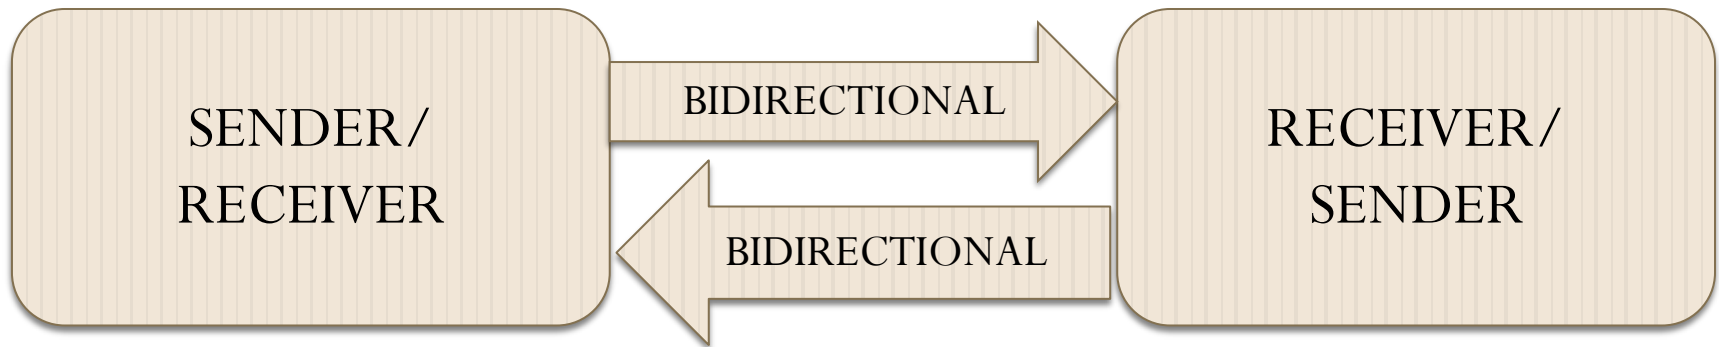 SENDER/
RECEIVER
BIDIRECTIONAL
BIDIRECTIONAL
RECEIVER/
SENDER